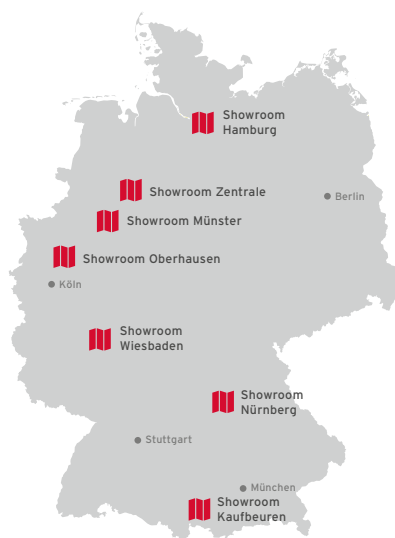 Showroom
Hamburg
Showroom Zentrale
Berlin
Showroom Münster
Showroom Oberhausen
Köln
Showroom
Wiesbaden
Showroom
Nürnberg
Stuttgart
München
Showroom
Kaufbeuren